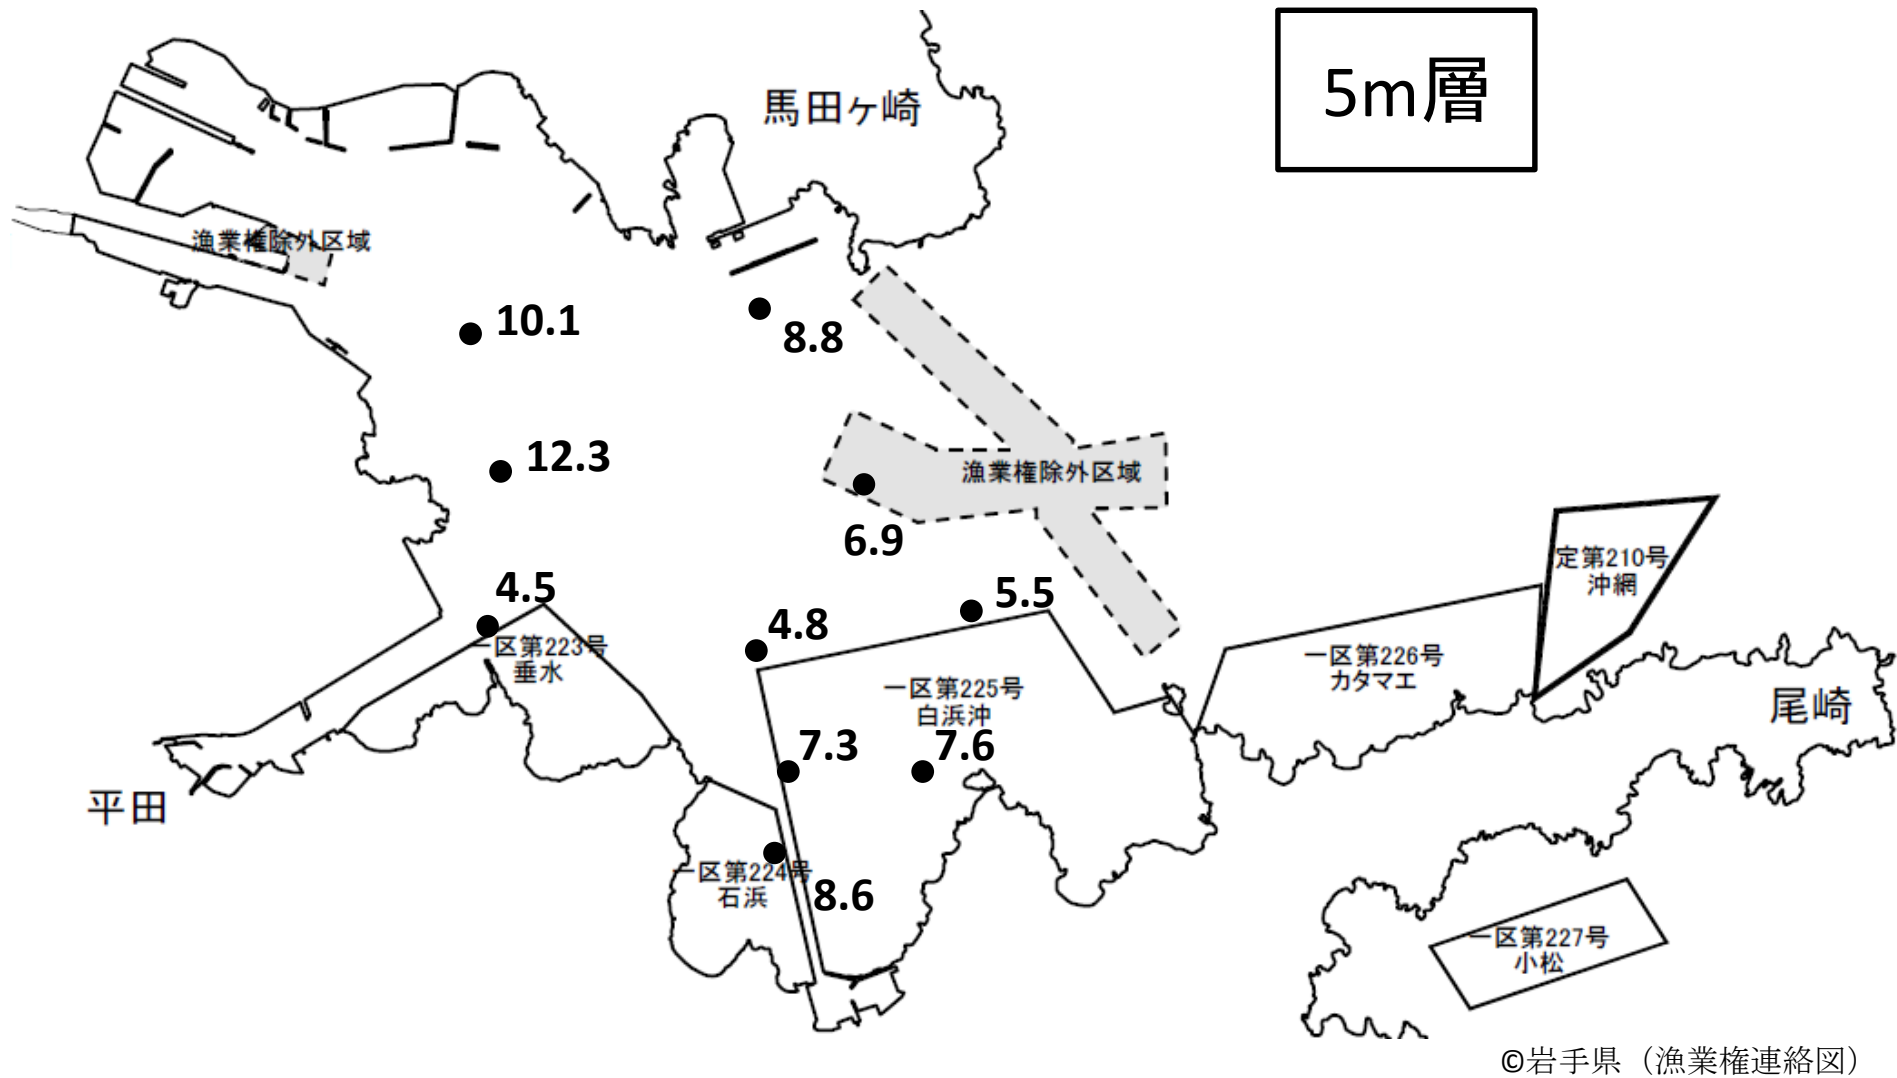 5m層
馬田ヶ崎
漁業権除外区域
10.1
8.8
12.3
漁業権除外区域
6.9
定第210号
沖網
4.5
5.5
4.8
一区第223号
垂水
一区第226号
カタマエ
一区第225号
白浜沖
尾崎
7.3
7.6
平田
一区第224号
石浜
8.6
一区第227号
小松
©岩手県（漁業権連絡図）